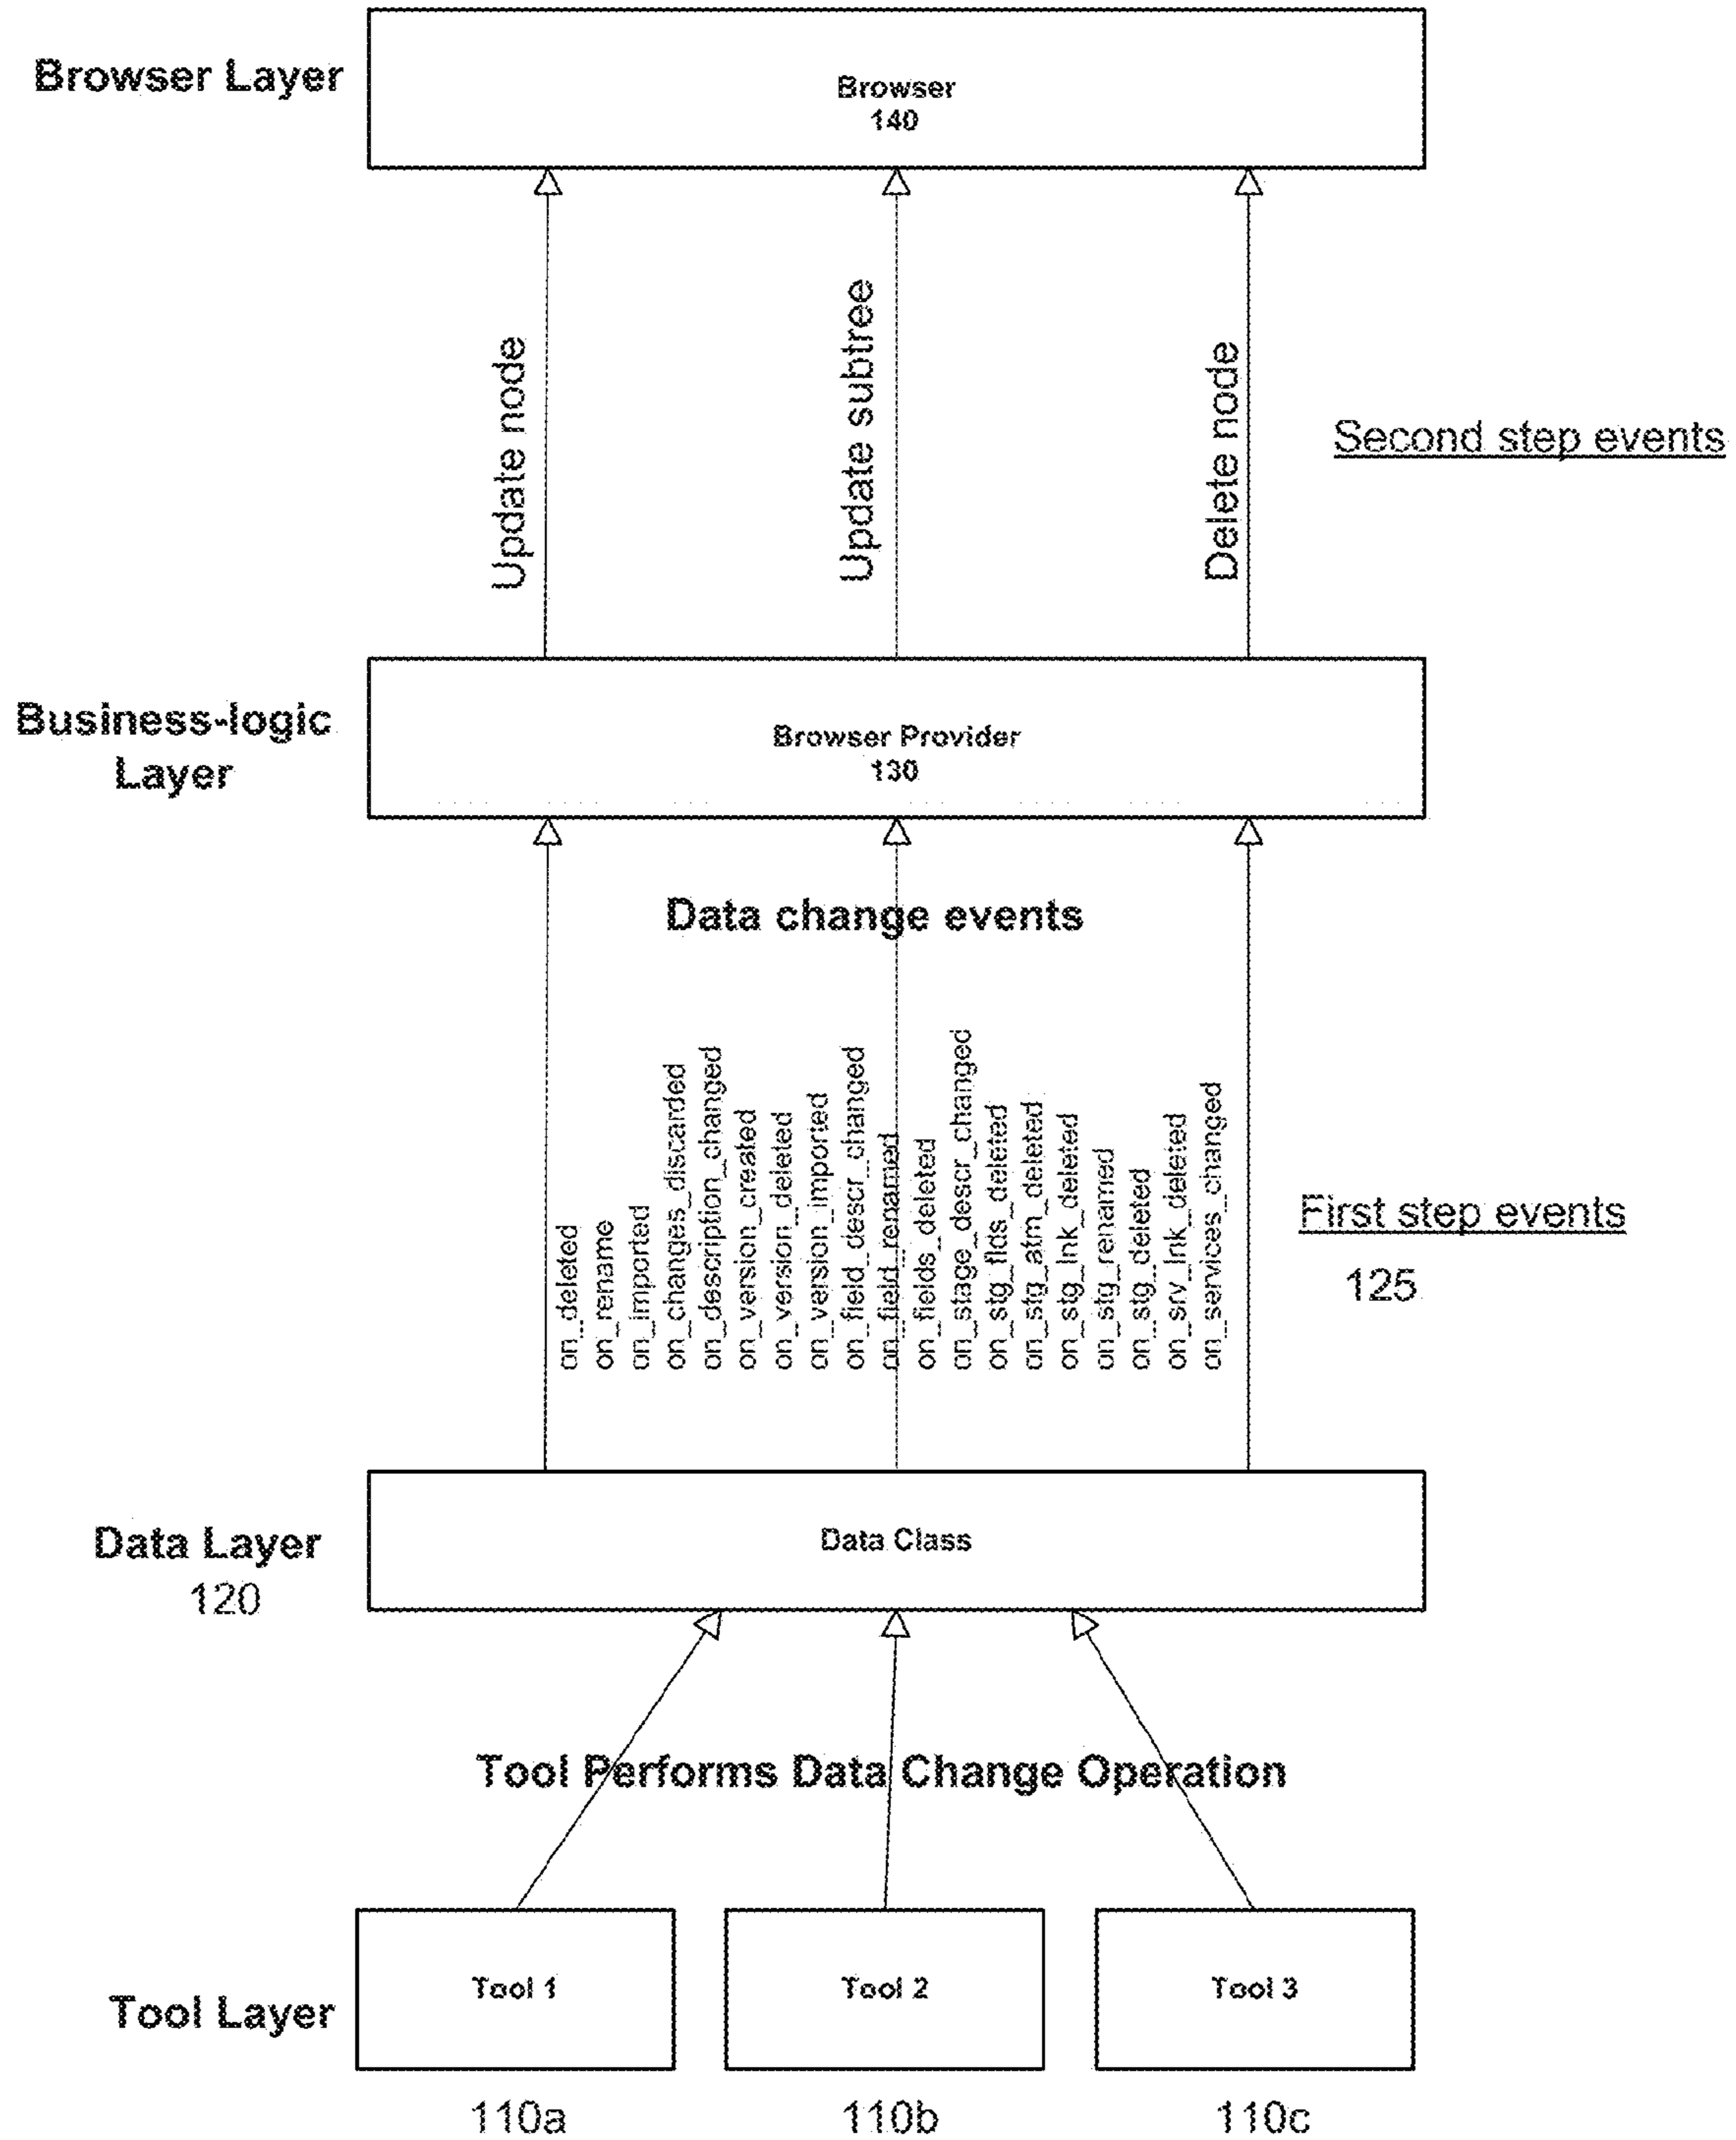 Browser Layer
Browser
140
Update node
Update subtree
Delete node
Second step events
Business-logic
Layer
Browser Provider
130
Data change events
on_deleted
on_rename
on_imported
on_changes_discarded
on_description_changed
on_version_created
on_version_deleted
on_version_imported
on_field_descr_changed
on_field_renamed
on_fields_deleted
on_stage_descr_changed
on_stg_flds_deleted
on_stg_afm_deleted
on_stg_lnk_deleted
on_stg_renamed
on_stg_deleted
on_srv_lnk_deleted
on_services_changed
First step events
125
Data Layer
120
Data Class
Tool Performs Data Change Operation
Tool Layer
Tool 1
Tool 2
Tool 3
110a
110b
110c